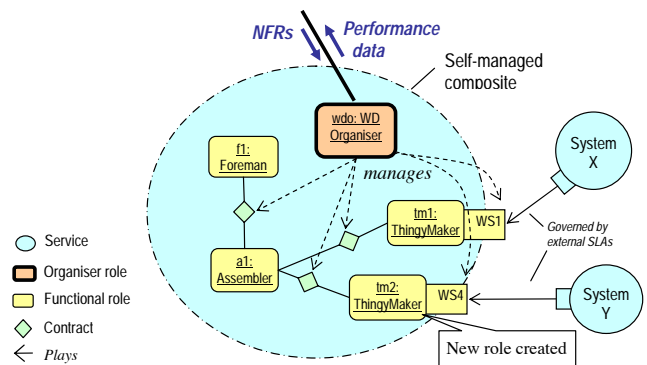 NFRs
Performance
data
Self-managed
composite
wdo: WD
Organiser
f1:
Foreman
manages
System
X
tm1:
ThingyMaker
WS1
Governed by
external SLAs
a1:
Assembler
tm2:
ThingyMaker
WS4
System
Y
New role created
Service
Organiser role
Functional role
Contract
Plays